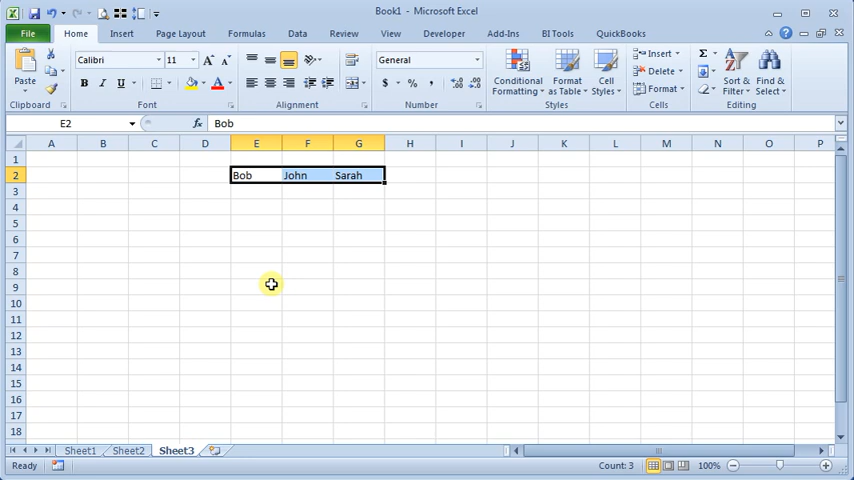 Book1 - Microsoft Excel
File Home Insert Page Layout Formulas Data Review View Developer Add-Ins BI Tools QuickBooks
Paste
Calibri 11
B I U
General
$ % ,
Conditional Formatting
Format as Table
Cell Styles
Insert
Delete
Format
Sort & Filter
Find & Select
Clipboard Font Alignment Number Styles Cells Editing
E2 fx Bob
A B C D E F G H I J K L M N O P
1
2 Bob John Sarah
3
4
5
6
7
8
9
10
11
12
13
14
15
16
17
18
Sheet1 Sheet2 Sheet3
Ready Count: 3 100%